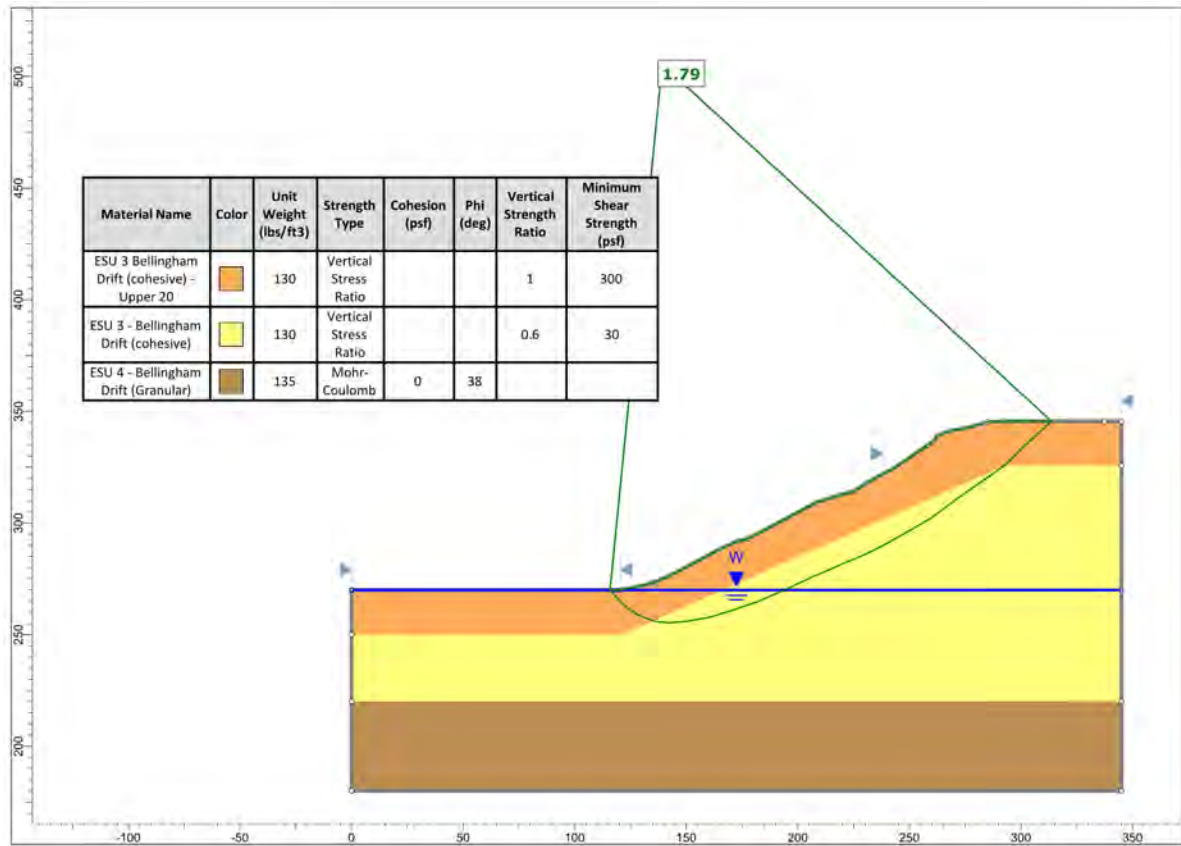 1.79
Material Name Color Unit Weight (lbs/ft3) Strength Type Cohesion (psf) Phi (deg) Vertical Strength Ratio Minimum Shear Strength (psf)
ESU 3 Bellingham Drift (cohesive) - Upper 20 130 Vertical Stress Ratio 1 300
ESU 3 - Bellingham Drift (cohesive) 130 Vertical Stress Ratio 0.6 30
ESU 4 - Bellingham Drift (Granular) 135 Mohr-Coulomb 0 38
W
500
450
400
350
300
250
200
-100 -50 0 50 100 150 200 250 300 350